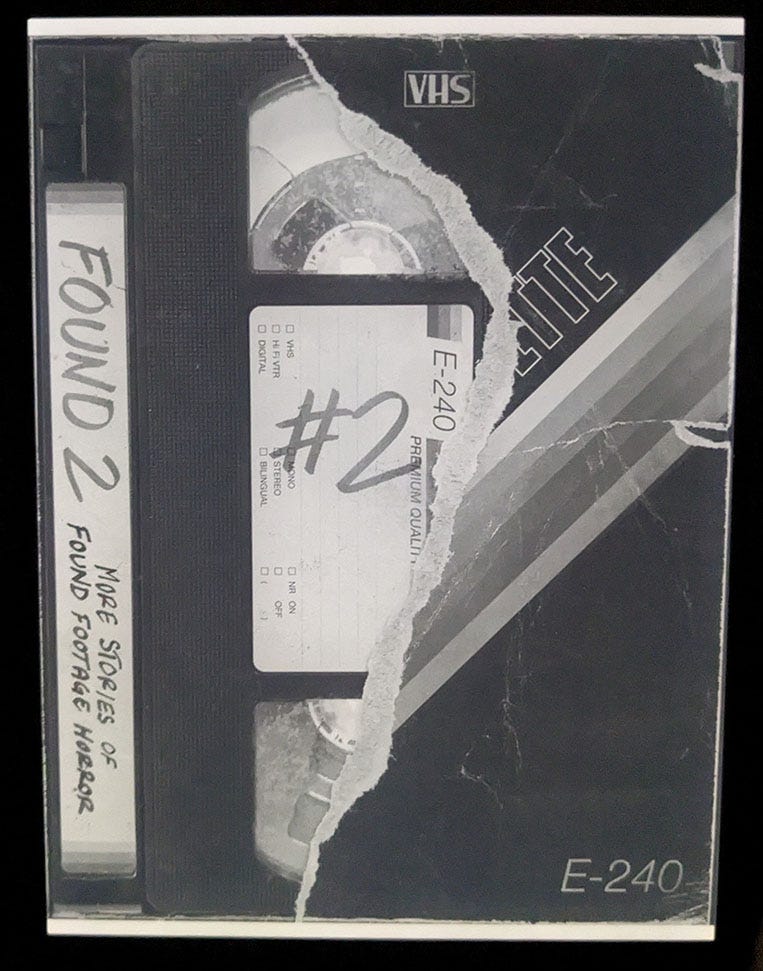 VHS
FOUND 2
MORE STORIES OF
FOUND FOOTAGE HORROR
E-240
PREMIUM QUALIT
#2
VHS
Hi Fi VTR
DIGITAL
MONO
STEREO
BILINGUAL
NR ON
OFF
ITE
E-240